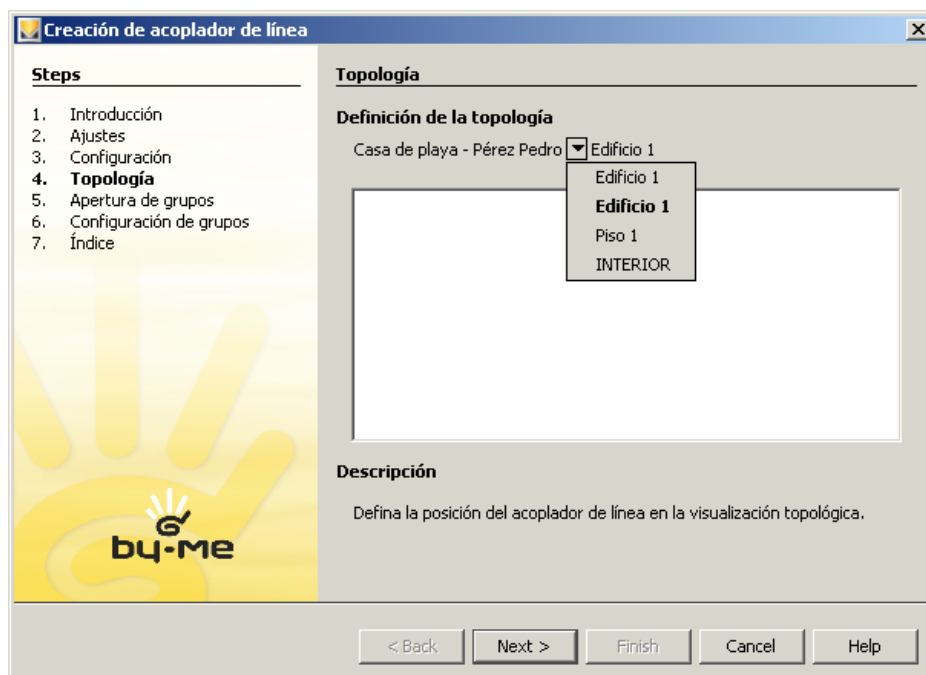 Creación de acoplador de línea
Steps
1. Introducción
2. Ajustes
3. Configuración
4. Topología
5. Apertura de grupos
6. Configuración de grupos
7. Índice
by-me
Topología
Definición de la topología
Casa de playa - Pérez Pedro Edificio 1
Edificio 1
Edificio 1
Piso 1
INTERIOR
Descripción
Defina la posición del acoplador de línea en la visualización topológica.
< Back Next > Finish Cancel Help